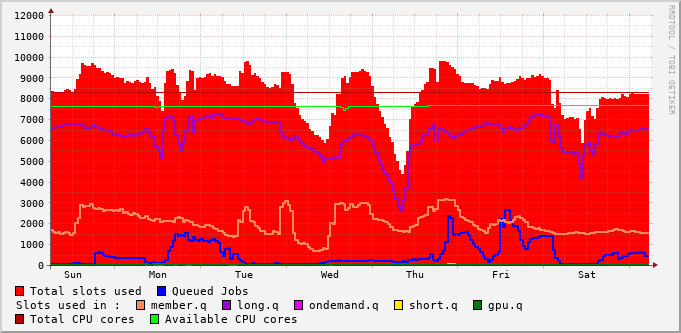 12000
11000
10000
9000
8000
7000
6000
5000
4000
3000
2000
1000
0
Sun Mon Tue Wed Thu Fri Sat
RRDTOOL / TOBI OETIKER
Total slots used Queued Jobs
Slots used in : member.q long.q ondemand.q short.q gpu.q
Total CPU cores Available CPU cores